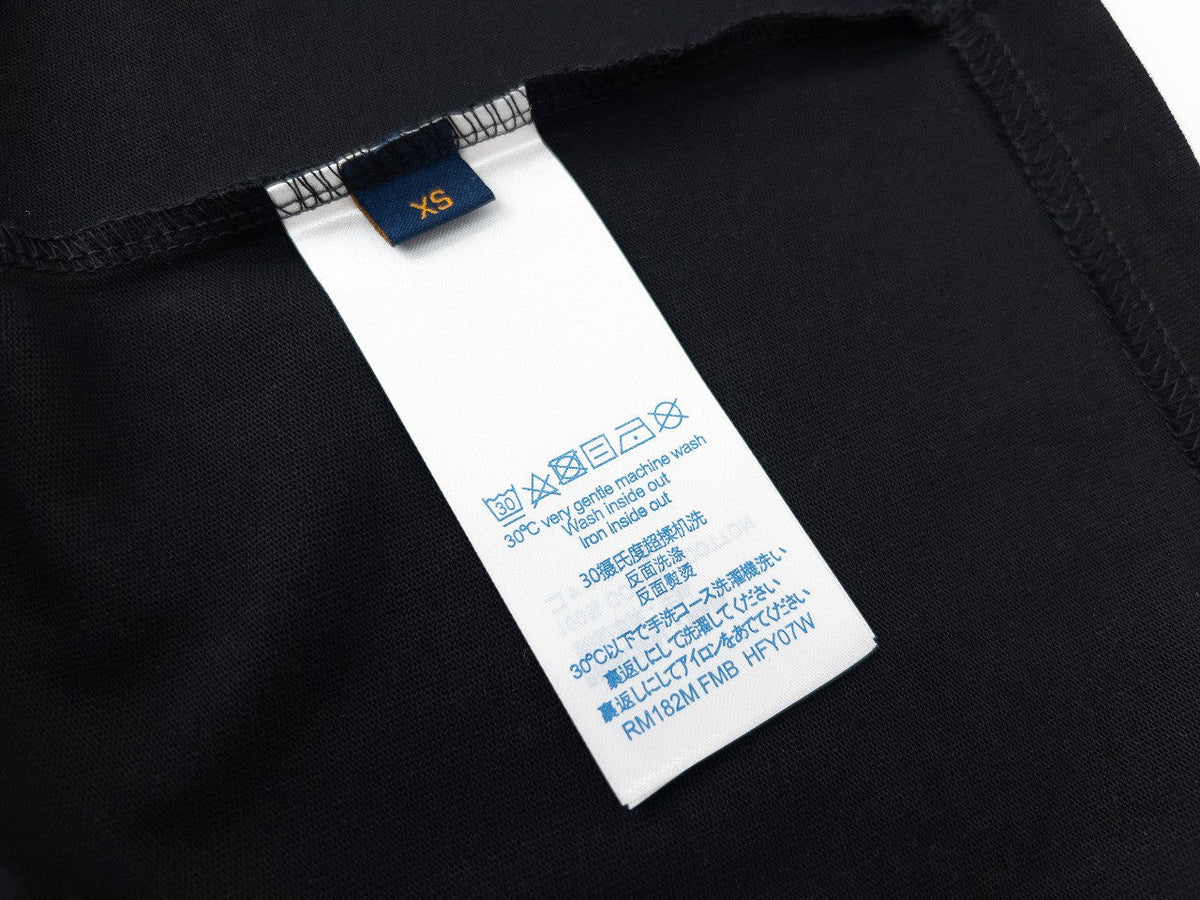 XS
30
30ºC very gentle machine wash
Wash inside out
Iron inside out
30摄氏度超揉机洗
反面洗涤
反面熨烫
30℃以下で手洗コース洗濯機洗い
裏返しにして洗濯してください
裏返しにしてアイロンをあててください
RM182M FMB HFY07W